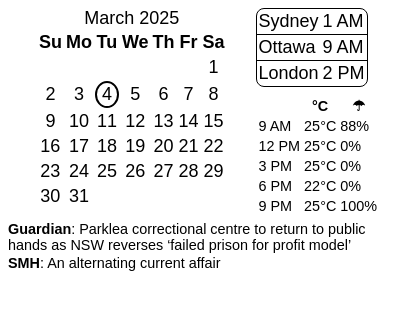 March 2025
Su Mo Tu We Th Fr Sa
1
2 3 4 5 6 7 8
9 10 11 12 13 14 15
16 17 18 19 20 21 22
23 24 25 26 27 28 29
30 31
Sydney 1 AM
Ottawa 9 AM
London 2 PM
°C ☂
9 AM 25°C 88%
12 PM 25°C 0%
3 PM 25°C 0%
6 PM 22°C 0%
9 PM 25°C 100%
Guardian: Parklea correctional centre to return to public
hands as NSW reverses ‘failed prison for profit model’
SMH: An alternating current affair